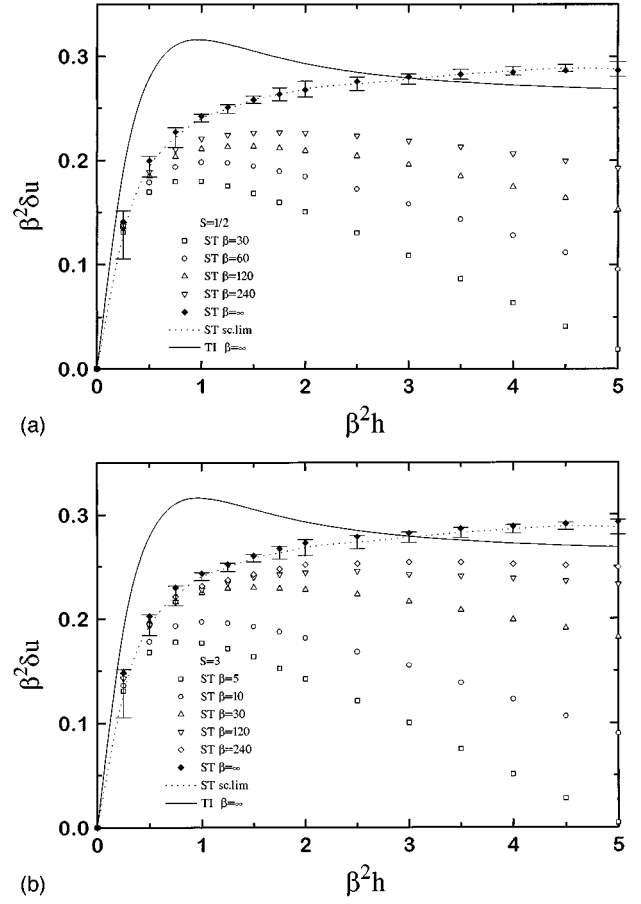 0.3
0.2
0.1
0.0
β²δu
S=1/2
ST β=30
ST β=60
ST β=120
ST β=240
ST β=∞
ST sc.lim
TI β=∞
0 1 2 3 4 5
(a)
β²h
0.3
0.2
0.1
0.0
β²δu
S=3
ST β=5
ST β=10
ST β=30
ST β=120
ST β=240
ST β=∞
ST sc.lim
TI β=∞
0 1 2 3 4 5
(b)
β²h